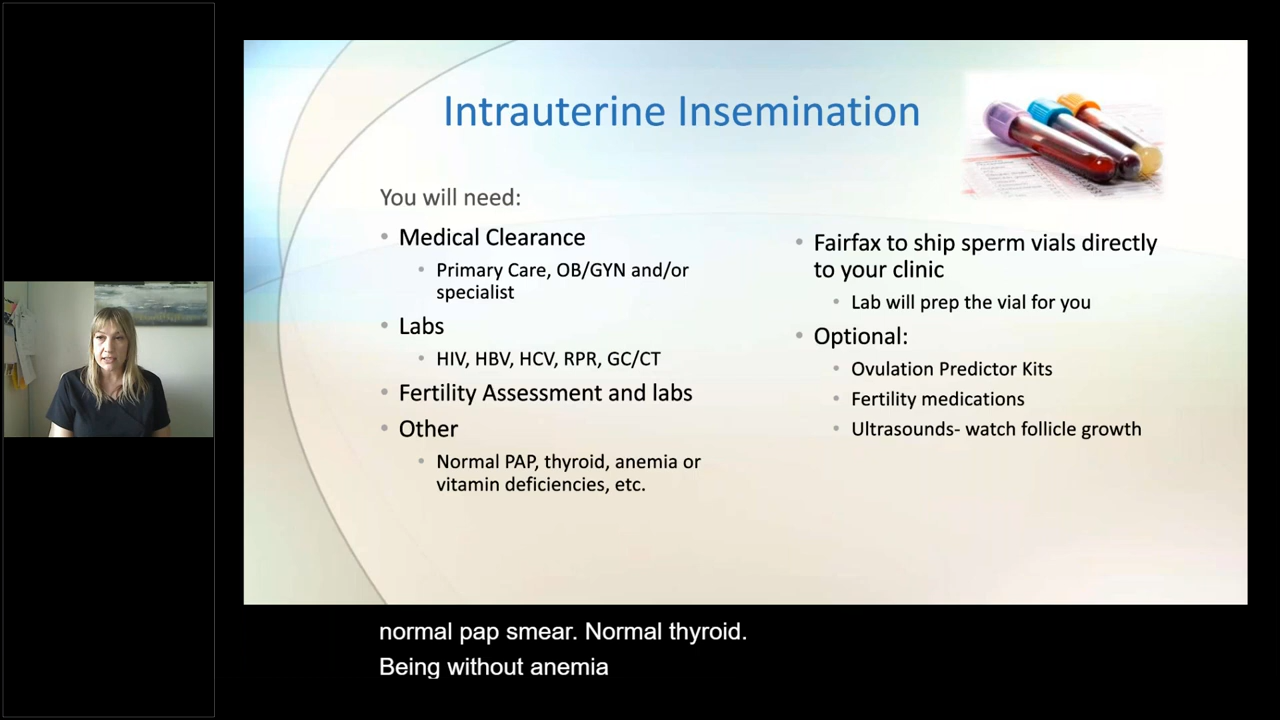 Intrauterine Insemination
You will need:
• Medical Clearance
• Primary Care, OB/GYN and/or
specialist
• Labs
• HIV, HBV, HCV, RPR, GC/CT
• Fertility Assessment and labs
• Other
• Normal PAP, thyroid, anemia or
vitamin deficiencies, etc.
• Fairfax to ship sperm vials directly
to your clinic
• Lab will prep the vial for you
• Optional:
• Ovulation Predictor Kits
• Fertility medications
• Ultrasounds- watch follicle growth
normal pap smear. Normal thyroid.
Being without anemia